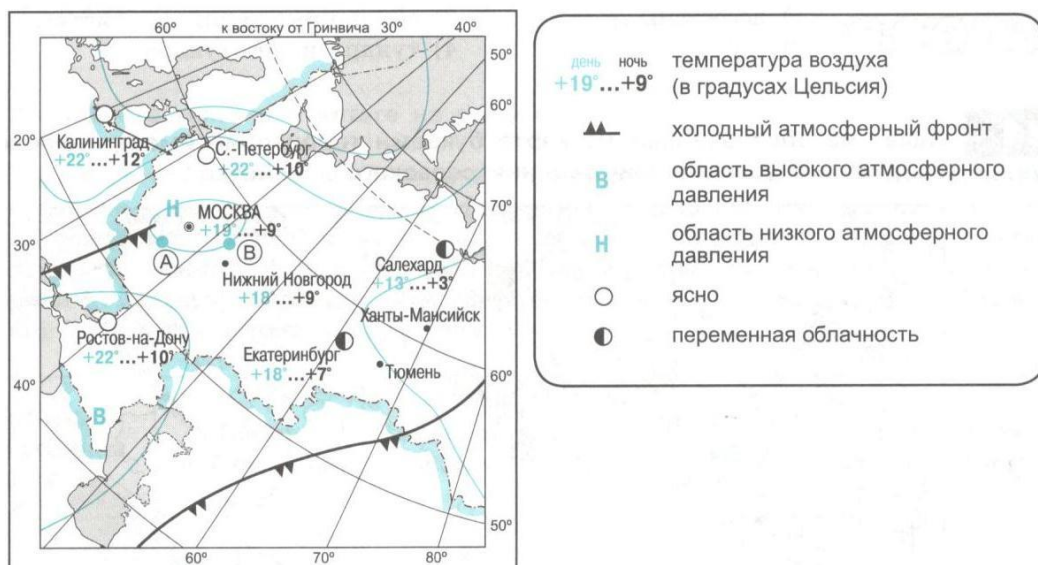 60° к востоку от Гринвича 30° 40°
50°
60°
20°
Калининград
+22°...+12°
С.-Петербург
+22°...+10°
70°
Н
МОСКВА
+19°...+9°
30°
А
В
Нижний Новгород
+18°...+9°
Салехард
+13°...+3°
Ханты-Мансийск
Ростов-на-Дону
+22°...+10°
Екатеринбург
+18°...+7°
Тюмень
60°
40°
В
50°
60° 70° 80°
день ночь
+19°...+9°
температура воздуха
(в градусах Цельсия)
холодный атмосферный фронт
В
область высокого атмосферного
давления
Н
область низкого атмосферного
давления
ясно
переменная облачность